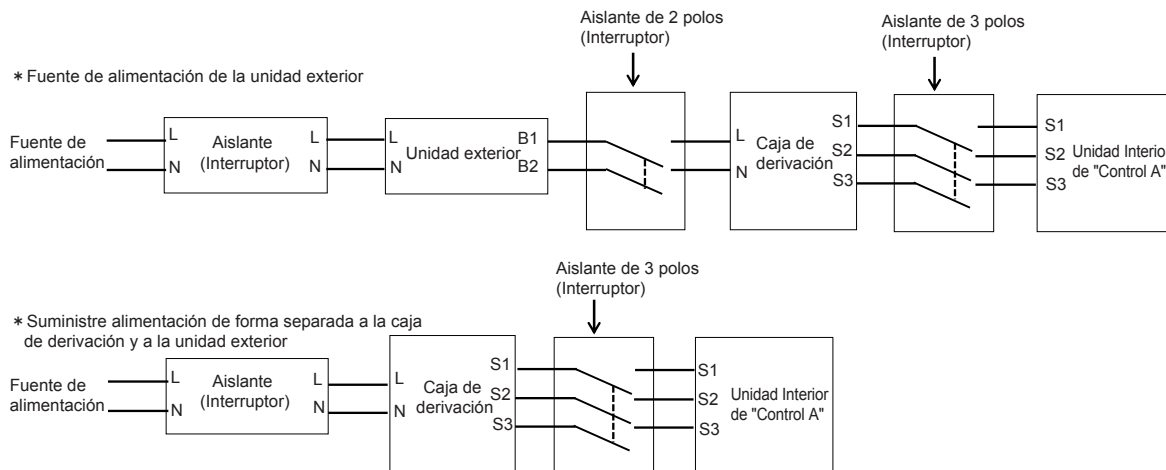 Aislante de 2 polos
(Interruptor)
Aislante de 3 polos
(Interruptor)
* Fuente de alimentación de la unidad exterior
Fuente de
alimentación
L
N
Aislante
(Interruptor)
L
N
L
N
Unidad exterior
B1
B2
L
N
Caja de
derivación
S1
S2
S3
S1
S2
S3
Unidad Interior
de "Control A"
Aislante de 3 polos
(Interruptor)
* Suministre alimentación de forma separada a la caja
de derivación y a la unidad exterior
Fuente de
alimentación
L
N
Aislante
(Interruptor)
L
N
L
N
Caja de
derivación
S1
S2
S3
S1
S2
S3
Unidad Interior
de "Control A"